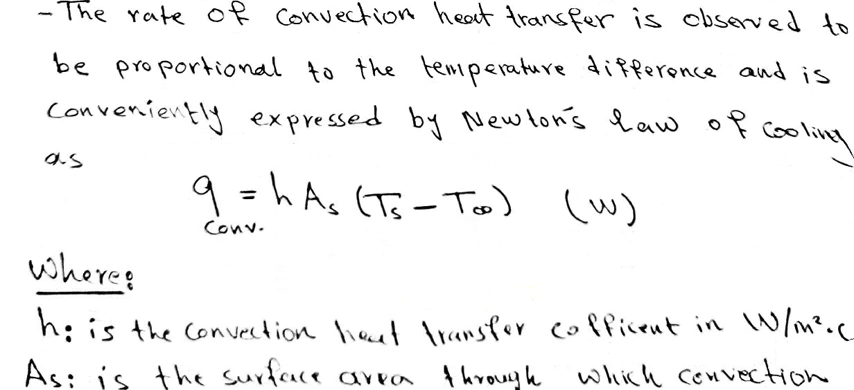 - The rate of convection heat transfer is observed to
be proportional to the temperature difference and is
conveniently expressed by Newton's law of cooling
as
q conv. = h As (Ts - T∞) (W)
Where:
h: is the convection heat transfer cofficent in W/m².c
As: is the surface area through which convection